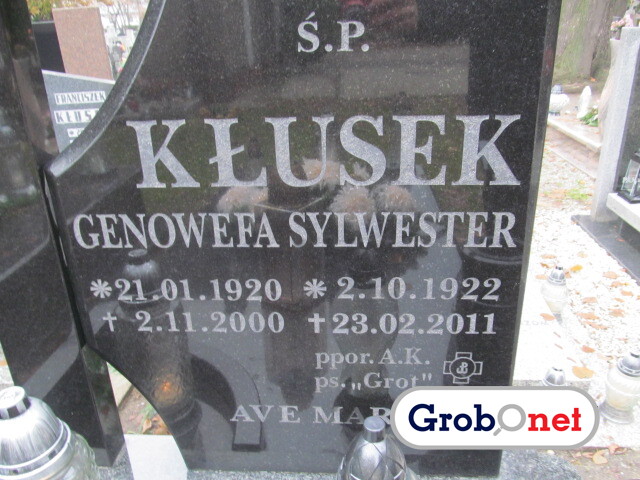 Ś.P.
FRANCISZEK
KŁUSEK
GENOWEFA SYLWESTER
*21.01.1920 * 2.10.1922
† 2.11.2000 † 23.02.2011
ppor. A.K.
ps. „Grot"
AVE
GrobOnet